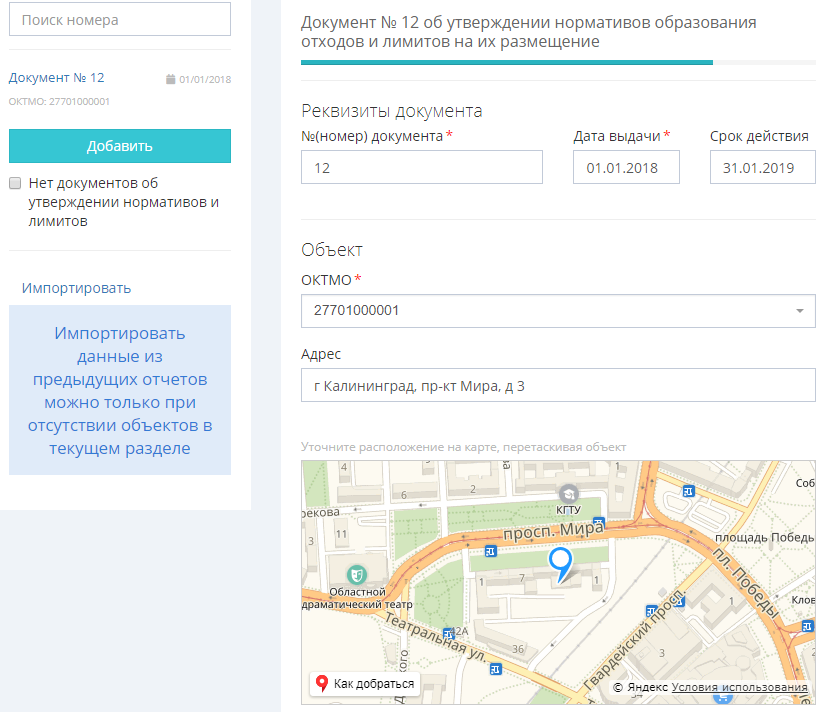 Поиск номера
Документ № 12
01/01/2018
ОКТМО: 27701000001
Добавить
Нет документов об
утверждении нормативов и
лимитов
Импортировать
Импортировать
данные из
предыдущих отчетов
можно только при
отсутствии объектов в
текущем разделе
Документ № 12 об утверждении нормативов образования
отходов и лимитов на их размещение
Реквизиты документа
№(номер) документа *
Дата выдачи *
Срок действия
12
01.01.2018
31.01.2019
Объект
ОКТМО *
27701000001
Адрес
г Калининград, пр-кт Мира, д 3
Уточните расположение на карте, перетаскивая объект
4
2
1
6
Соб
КГТУ
рекова
11
3
просп. Мира
площадь Победь
пл. Победы
1
7
1
Областной
драматический театр
Клов
1
2А
Театральная ул.
36
Гвардейский просп.
3
Как добраться
© Яндекс Условия использования